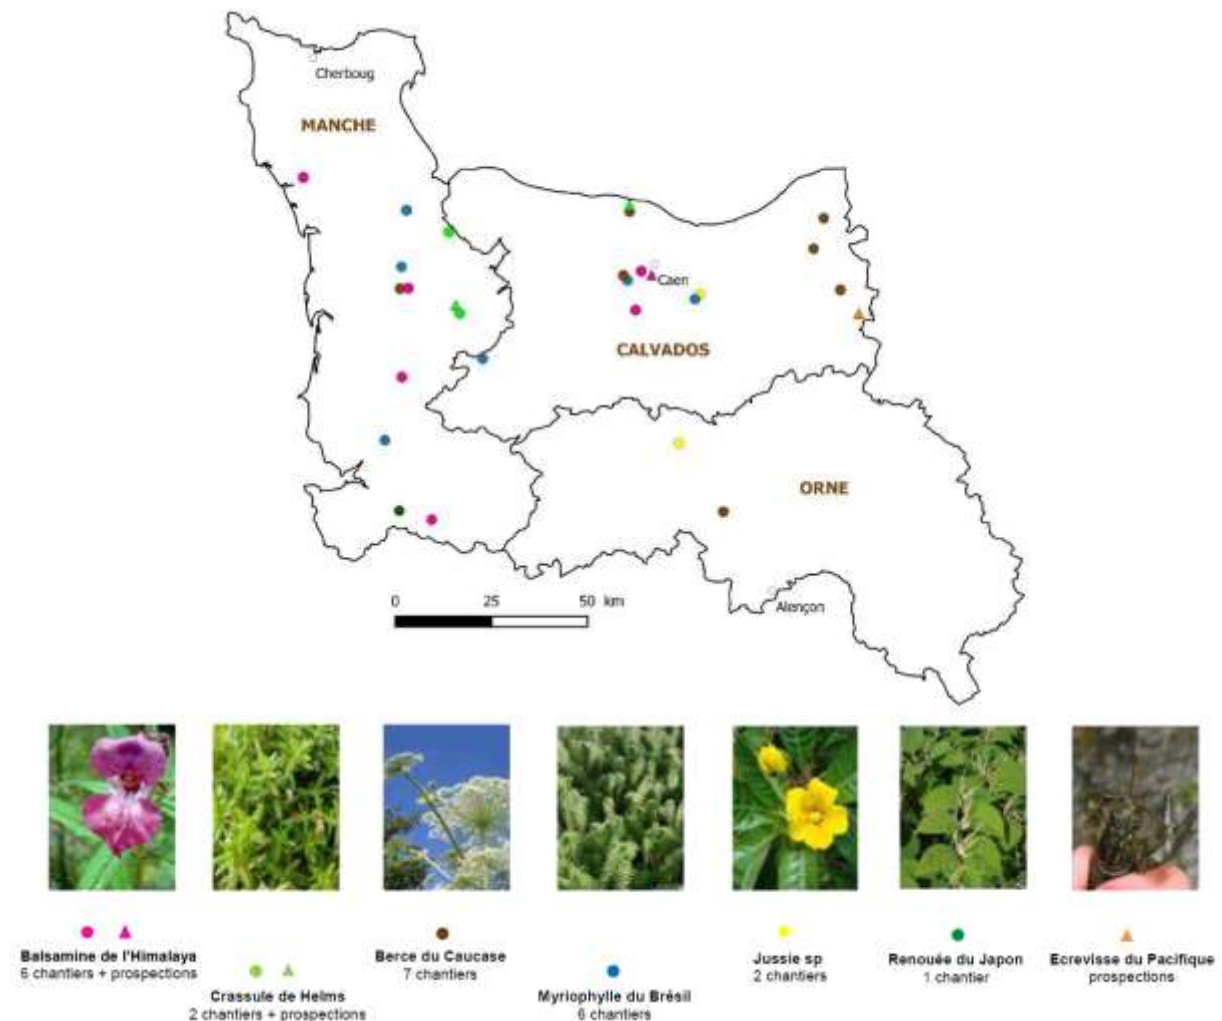 Cherboug
MANCHE
Caen
CALVADOS
ORNE
0 25 50 km
Alençon
Balsamine de l'Himalaya
6 chantiers + prospections
Crassule de Helms
2 chantiers + prospections
Berce du Caucase
7 chantiers
Myriophylle du Brésil
6 chantiers
Jussie sp
2 chantiers
Renouée du Japon
1 chantier
Ecrevisse du Pacifique
prospections